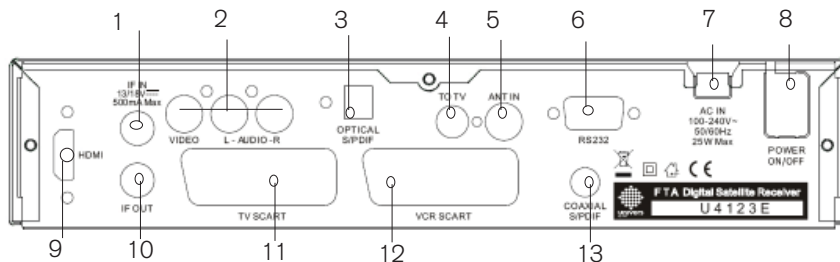 1
2
3
4
5
6
7
8
IF IN
13/18V
500mA Max
TO TV
ANT IN
AC IN
100-240V~
50/60Hz
25W Max
OPTICAL
S/PDIF
VIDEO
L - AUDIO - R
RS232
POWER
ON/OFF
HDMI
CE
IF OUT
TV SCART
VCR SCART
COAXIAL
S/PDIF
FTA Digital Satellite Receiver
U4123E
9
10
11
12
13